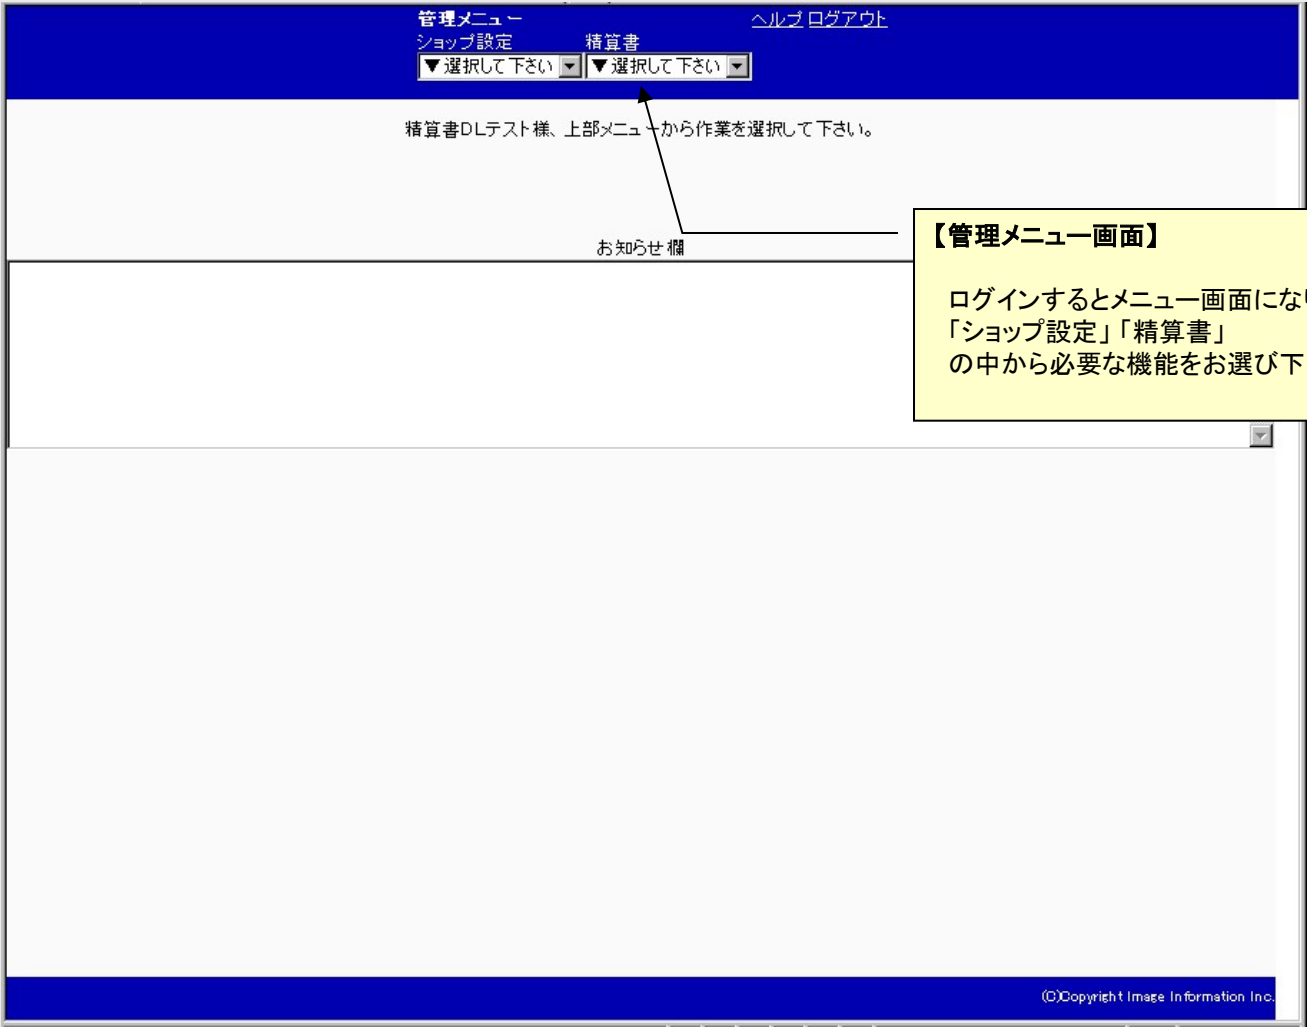 管理メニュー ヘルプ ログアウト
ショップ設定 精算書
▼選択して下さい ▼選択して下さい
精算書DLテスト様、上部メニューから作業を選択して下さい。
【管理メニュー画面】
お知らせ欄
ログインするとメニュー画面にな
「ショップ設定」「精算書」
の中から必要な機能をお選び下
(C)Copyright Image Information Inc.